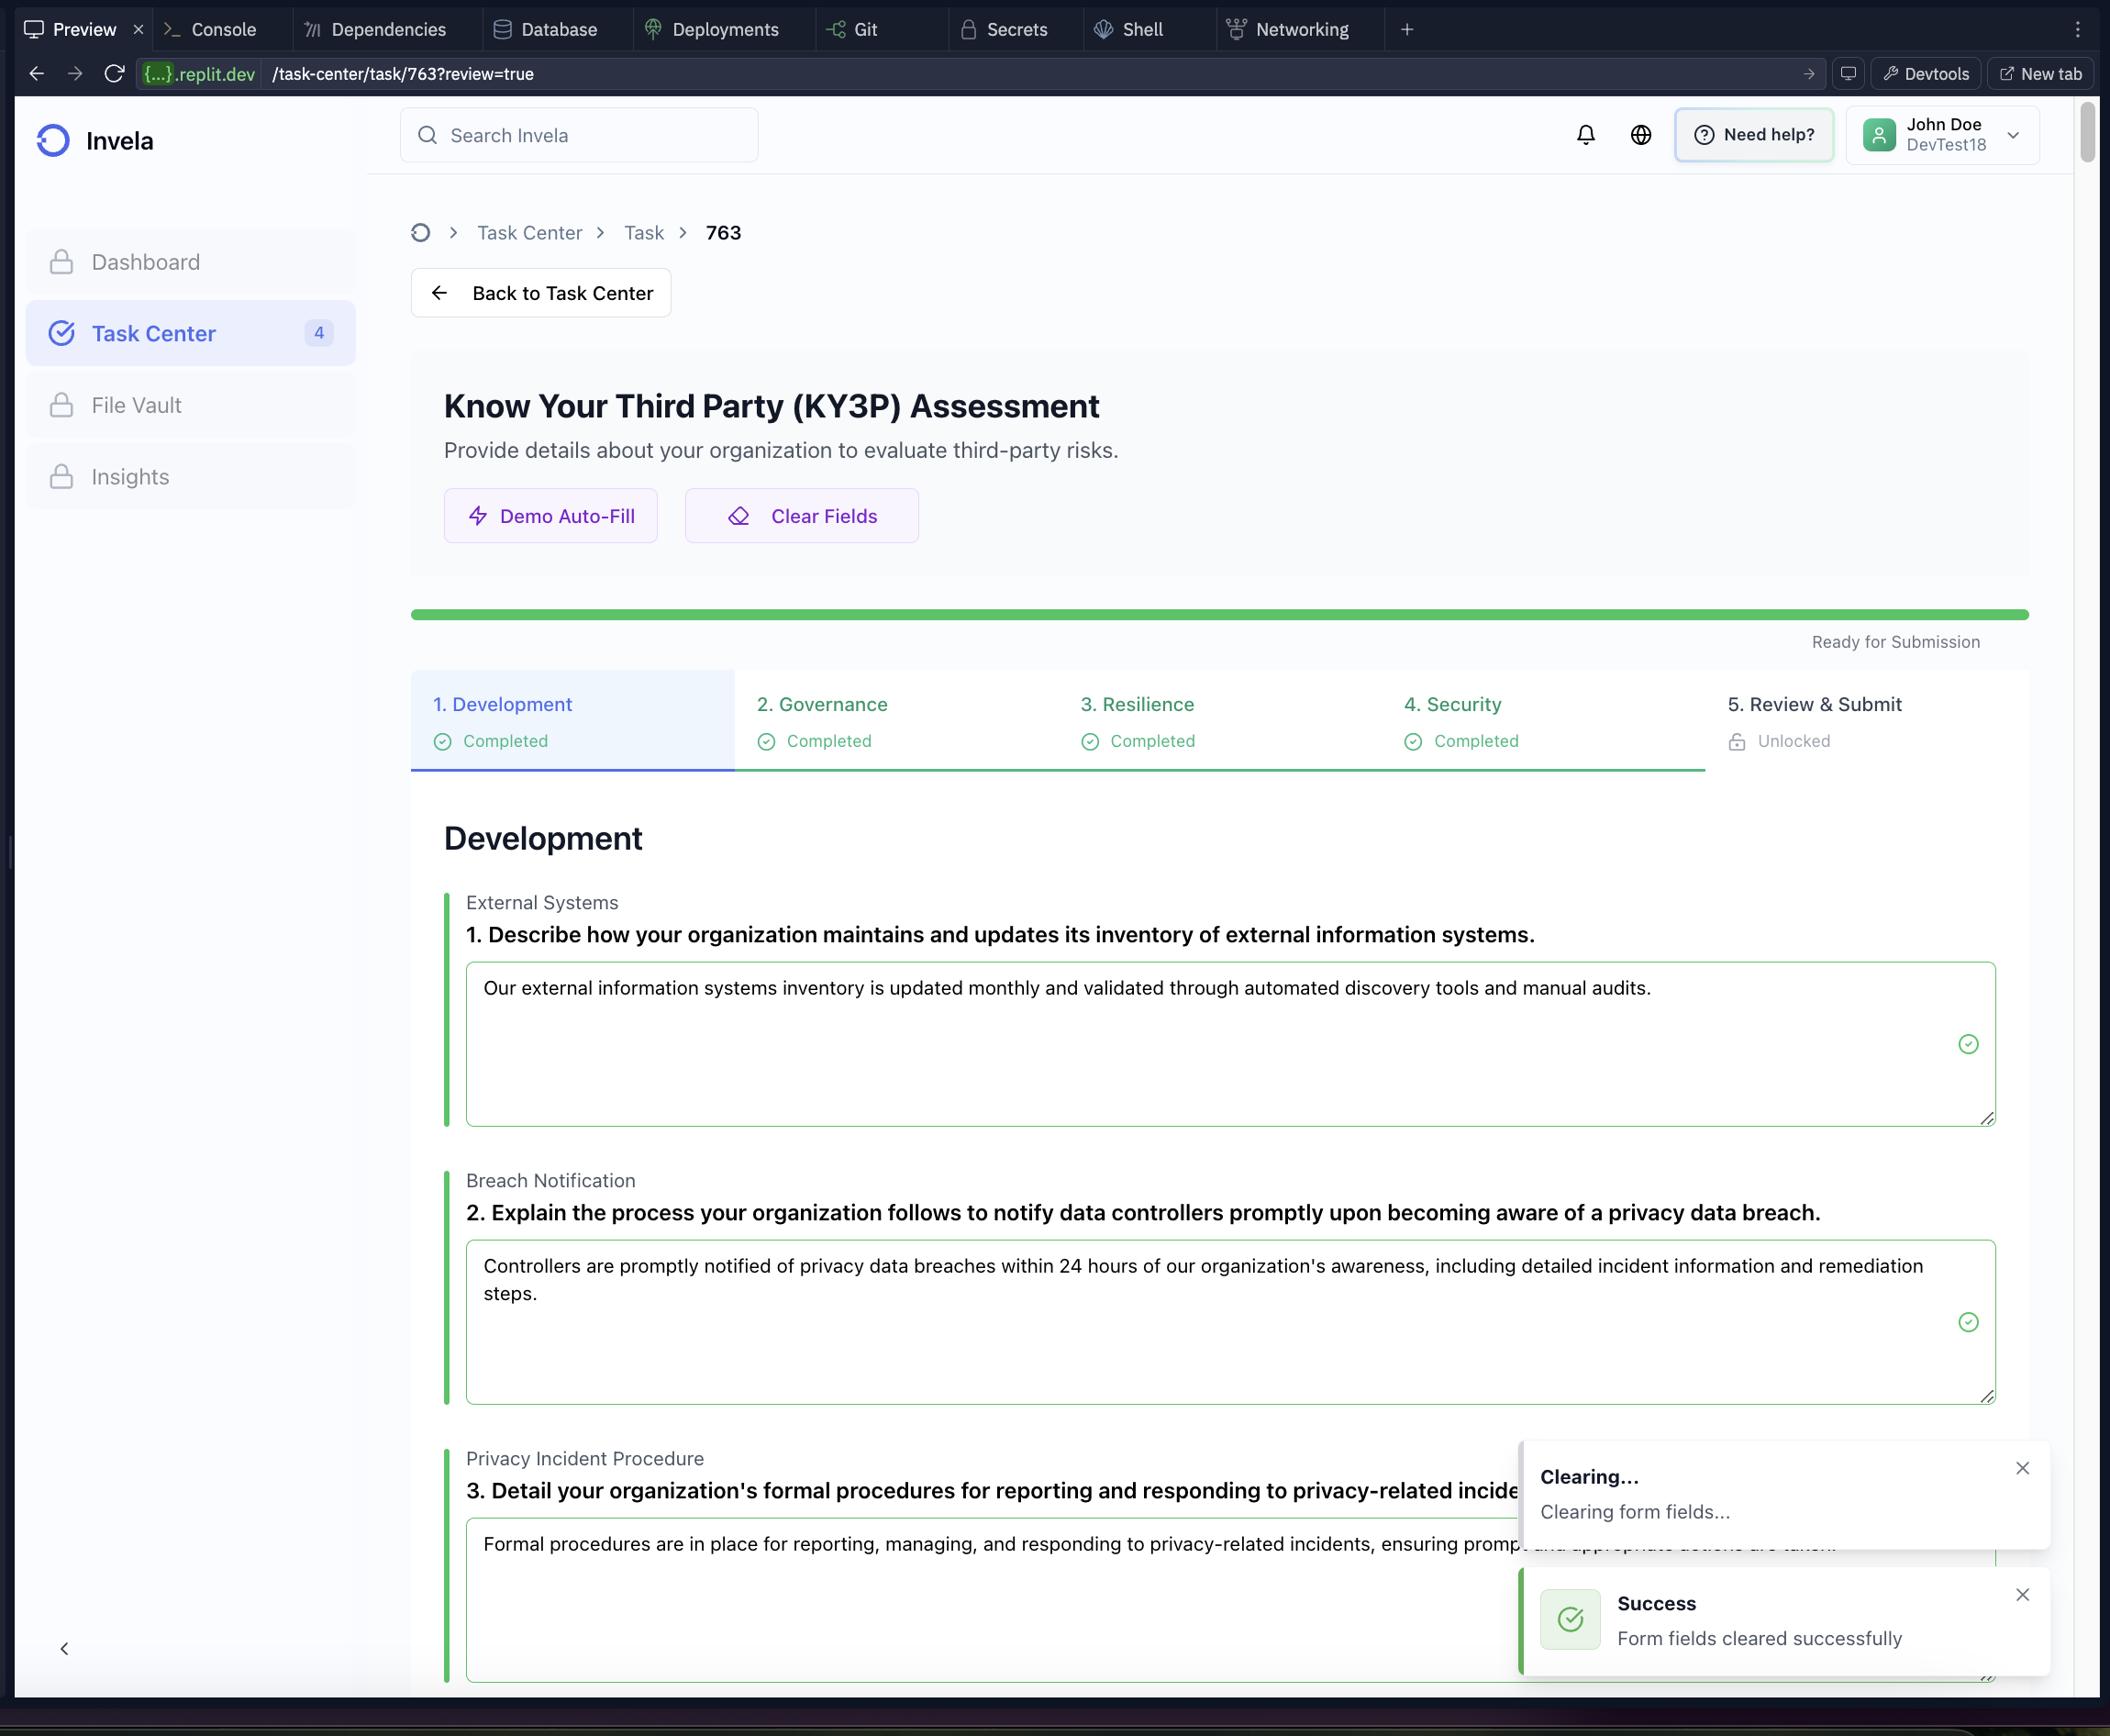 Preview
Console
Dependencies
Database
Deployments
Git
Secrets
Shell
Networking
{...}.replit.dev /task-center/task/763?review=true
Devtools
New tab
Invela
Search Invela
Need help?
John Doe
DevTest18
Dashboard
Task Center 4
File Vault
Insights
Task Center > Task > 763
Back to Task Center
Know Your Third Party (KY3P) Assessment
Provide details about your organization to evaluate third-party risks.
Demo Auto-Fill
Clear Fields
Ready for Submission
1. Development
Completed
2. Governance
Completed
3. Resilience
Completed
4. Security
Completed
5. Review & Submit
Unlocked
Development
External Systems
1. Describe how your organization maintains and updates its inventory of external information systems.
Our external information systems inventory is updated monthly and validated through automated discovery tools and manual audits.
Breach Notification
2. Explain the process your organization follows to notify data controllers promptly upon becoming aware of a privacy data breach.
Controllers are promptly notified of privacy data breaches within 24 hours of our organization's awareness, including detailed incident information and remediation
steps.
Privacy Incident Procedure
3. Detail your organization's formal procedures for reporting and responding to privacy-related incide
Formal procedures are in place for reporting, managing, and responding to privacy-related incidents, ensuring prompt
Clearing...
Clearing form fields...
Success
Form fields cleared successfully